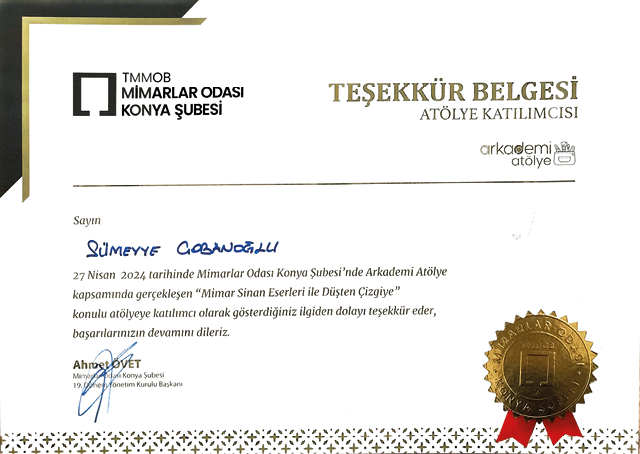 TMMOB
MİMARLAR ODASI
KONYA ŞUBESİ
TEŞEKKÜR BELGESİ
ATÖLYE KATILIMCISI
arkademi
atölye
Sayın
SÜMEYYE ÇOBANOĞLU
27 Nisan 2024 tarihinde Mimarlar Odası Konya Şubesi'nde Arkademi Atölye
kapsamında gerçekleşen “Mimar Sinan Eserleri ile Düşten Çizgiye”
konulu atölyeye katılımcı olarak gösterdiğiniz ilgiden dolayı teşekkür eder,
başarılarınızın devamını dileriz.
Ahmet ÖVET
Mimarlar Odası Konya Şubesi
19. Dönem Yönetim Kurulu Başkanı
MİMARLAR ODASI
KONYA ŞUBESİ